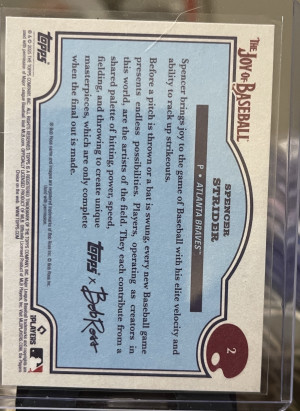 THE JOY OF BASEBALL
2
SPENCER
STRIDER
P • ATLANTA BRAVES™
Spencer brings joy to the game of Baseball with his elite velocity and
ability to rack up strikeouts.
Before a pitch is thrown or a bat is swung, every new Baseball game
presents endless possibilities. Players, operating as creators in
this world, are the artists of the field. They each contribute from a
shared palette of hitting, power, speed,
fielding, and throwing to create unique
masterpieces, which are only complete
when the final out is made.
topps x Bob Ross
topps
MLB
PLAYERS